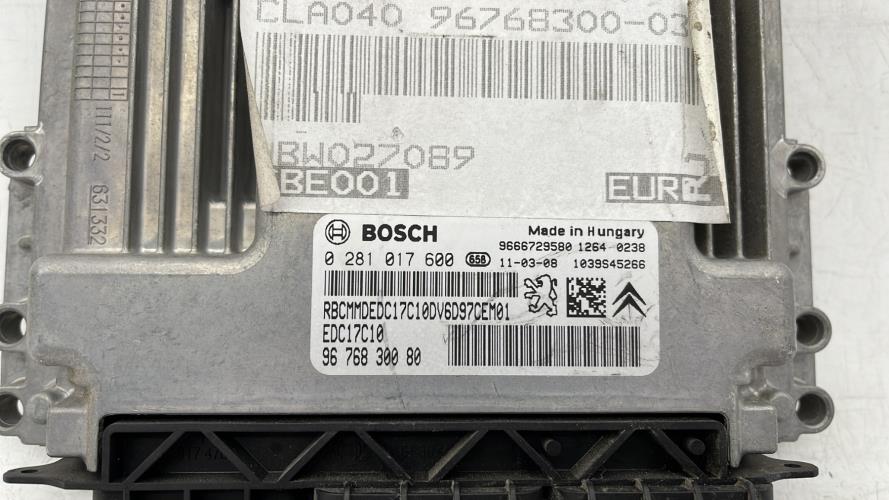 CLA040 96768300-03
BW027089
BE001 EUR
BOSCH Made in Hungary
9666729580 1264 0238
0 281 017 600 658 11-03-08 1039S45266
RBCMMDEDC17C10DV6D97CEM01
EDC17C10
96 768 300 80
111/2/2 631332